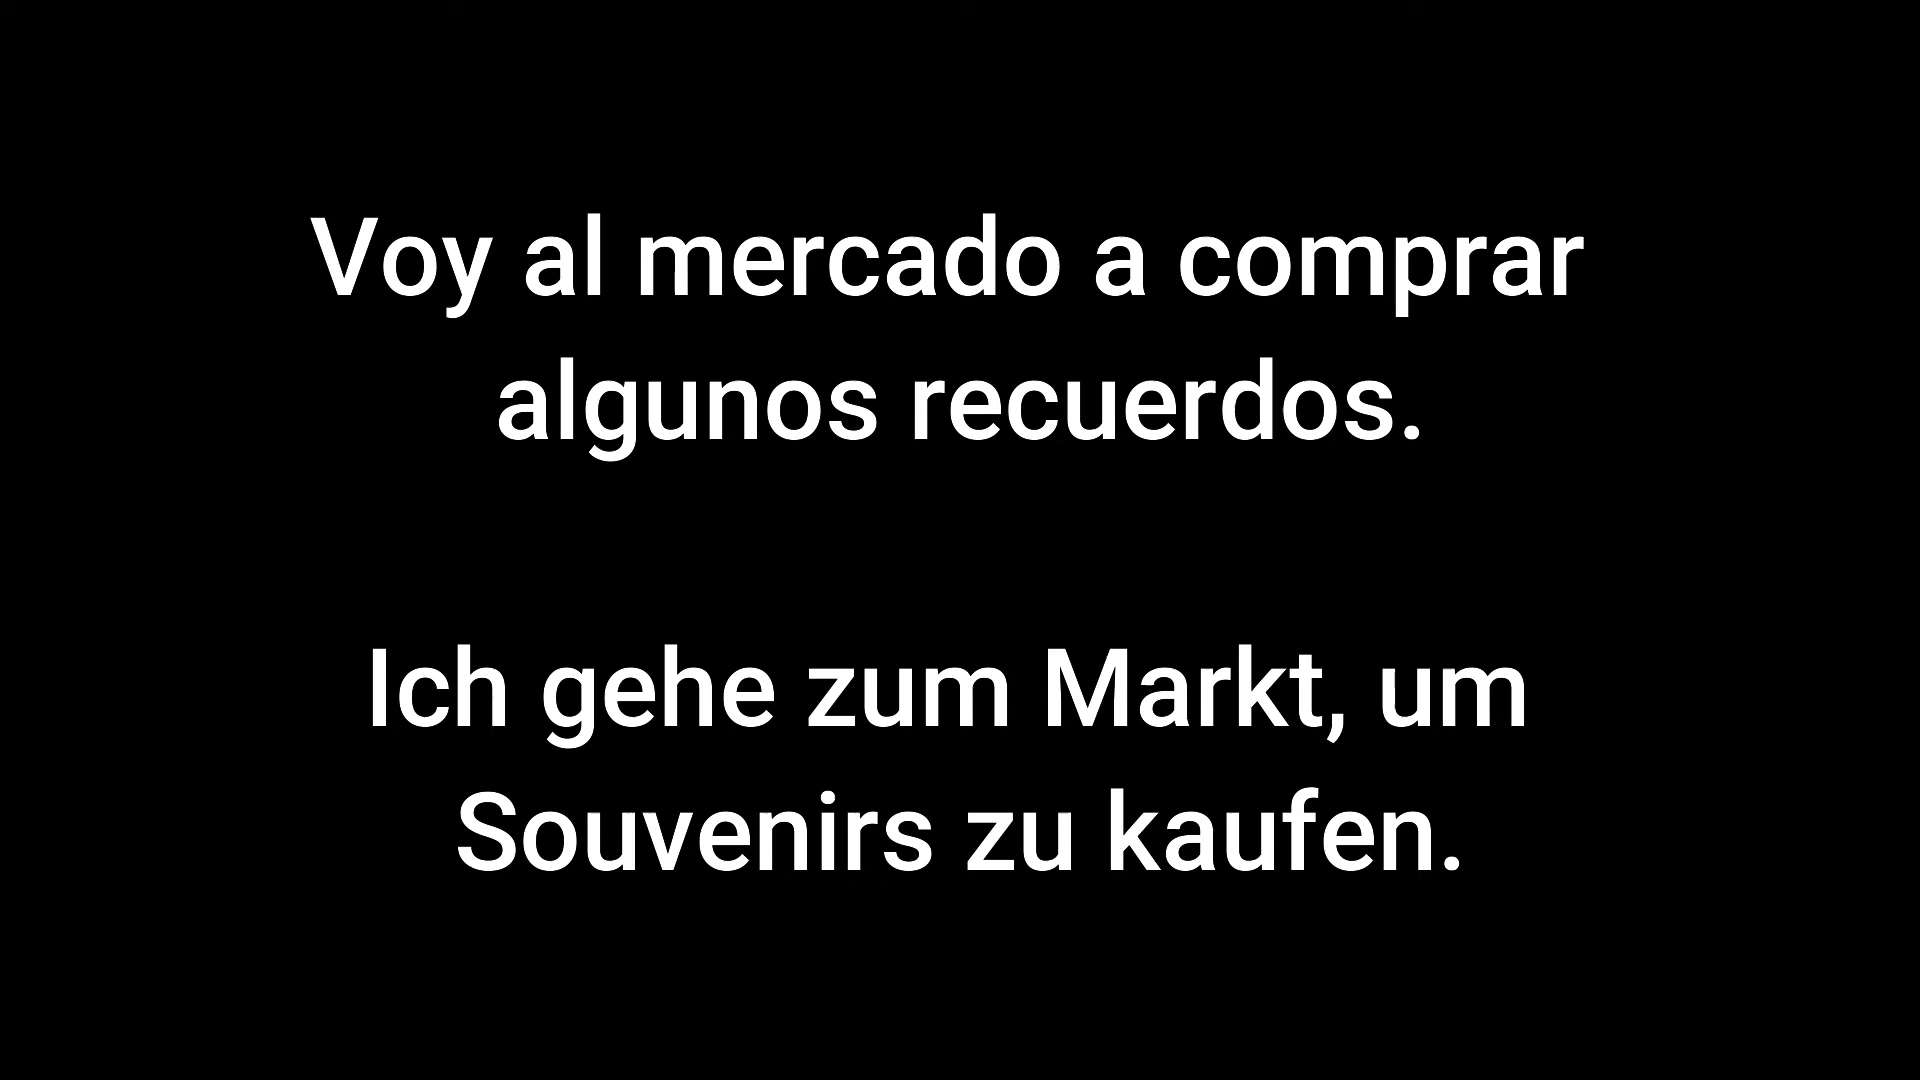 Voy al mercado a comprar
algunos recuerdos.
Ich gehe zum Markt, um
Souvenirs zu kaufen.